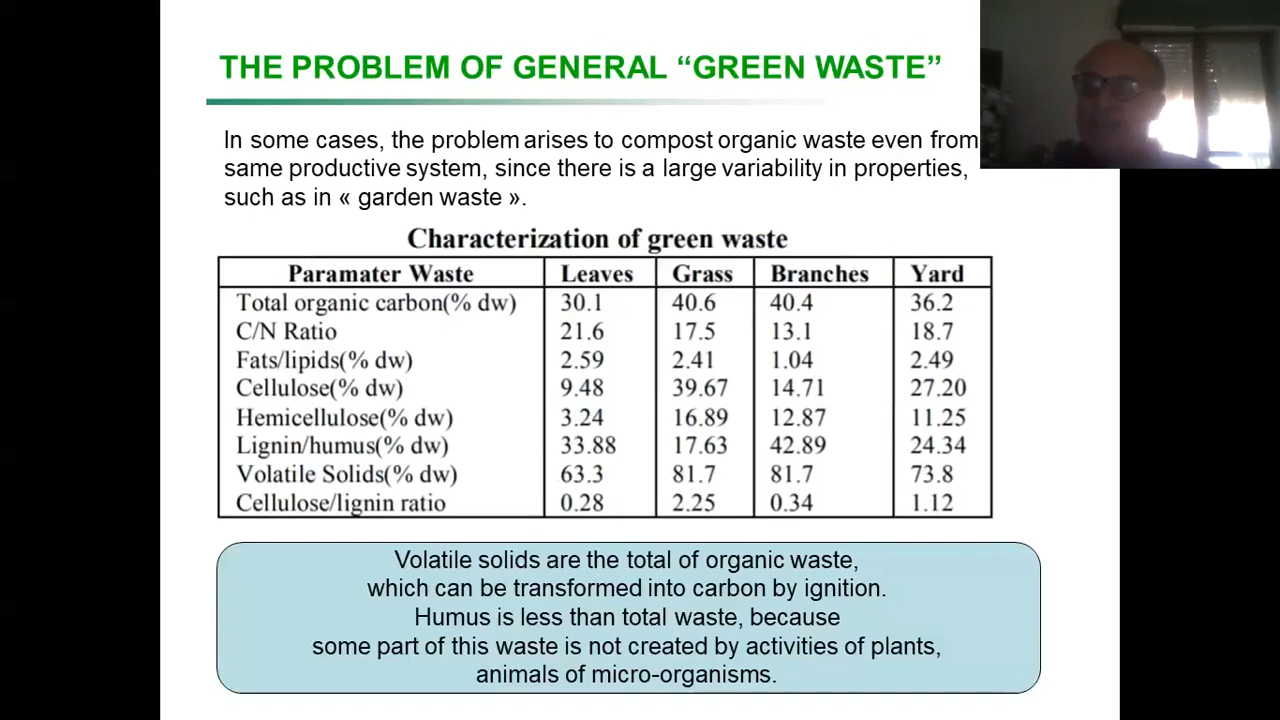 THE PROBLEM OF GENERAL “GREEN WASTE”
In some cases, the problem arises to compost organic waste even from
same productive system, since there is a large variability in properties,
such as in « garden waste ».
Characterization of green waste
Paramater Waste Leaves Grass Branches Yard
Total organic carbon(% dw) 30.1 40.6 40.4 36.2
C/N Ratio 21.6 17.5 13.1 18.7
Fats/lipids(% dw) 2.59 2.41 1.04 2.49
Cellulose(% dw) 9.48 39.67 14.71 27.20
Hemicellulose(% dw) 3.24 16.89 12.87 11.25
Lignin/humus(% dw) 33.88 17.63 42.89 24.34
Volatile Solids(% dw) 63.3 81.7 81.7 73.8
Cellulose/lignin ratio 0.28 2.25 0.34 1.12
Volatile solids are the total of organic waste,
which can be transformed into carbon by ignition.
Humus is less than total waste, because
some part of this waste is not created by activities of plants,
animals of micro-organisms.